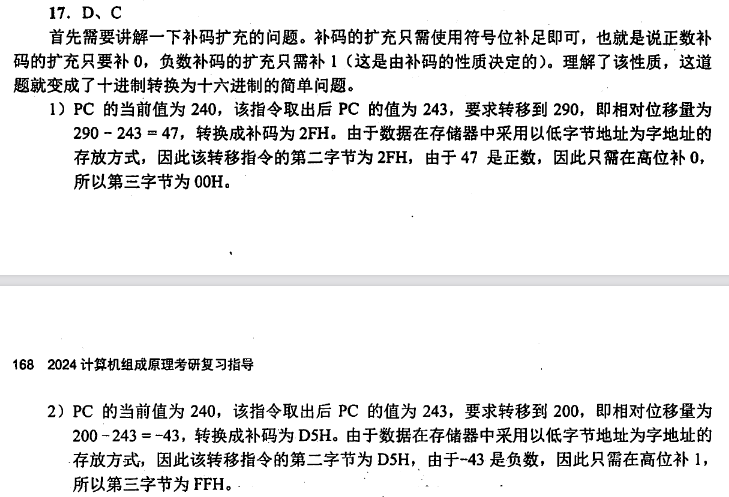 17. D、C
首先需要讲解一下补码扩充的问题。补码的扩充只需使用符号位补足即可，也就是说正数补
码的扩充只要补 0，负数补码的扩充只需补 1（这是由补码的性质决定的）。理解了该性质，这道
题就变成了十进制转换为十六进制的简单问题。
1）PC 的当前值为 240，该指令取出后 PC 的值为 243，要求转移到 290，即相对位移量为
290 - 243 = 47，转换成补码为 2FH。由于数据在存储器中采用以低字节地址为字地址的
存放方式，因此该转移指令的第二字节为 2FH，由于 47 是正数，因此只需在高位补 0，
所以第三字节为 00H。
168 2024 计算机组成原理考研复习指导
2）PC 的当前值为 240，该指令取出后 PC 的值为 243，要求转移到 200，即相对位移量为
200 - 243 = -43，转换成补码为 D5H。由于数据在存储器中采用以低字节地址为字地址的
存放方式，因此该转移指令的第二字节为 D5H，由于-43 是负数，因此只需在高位补 1，
所以第三字节为 FFH。